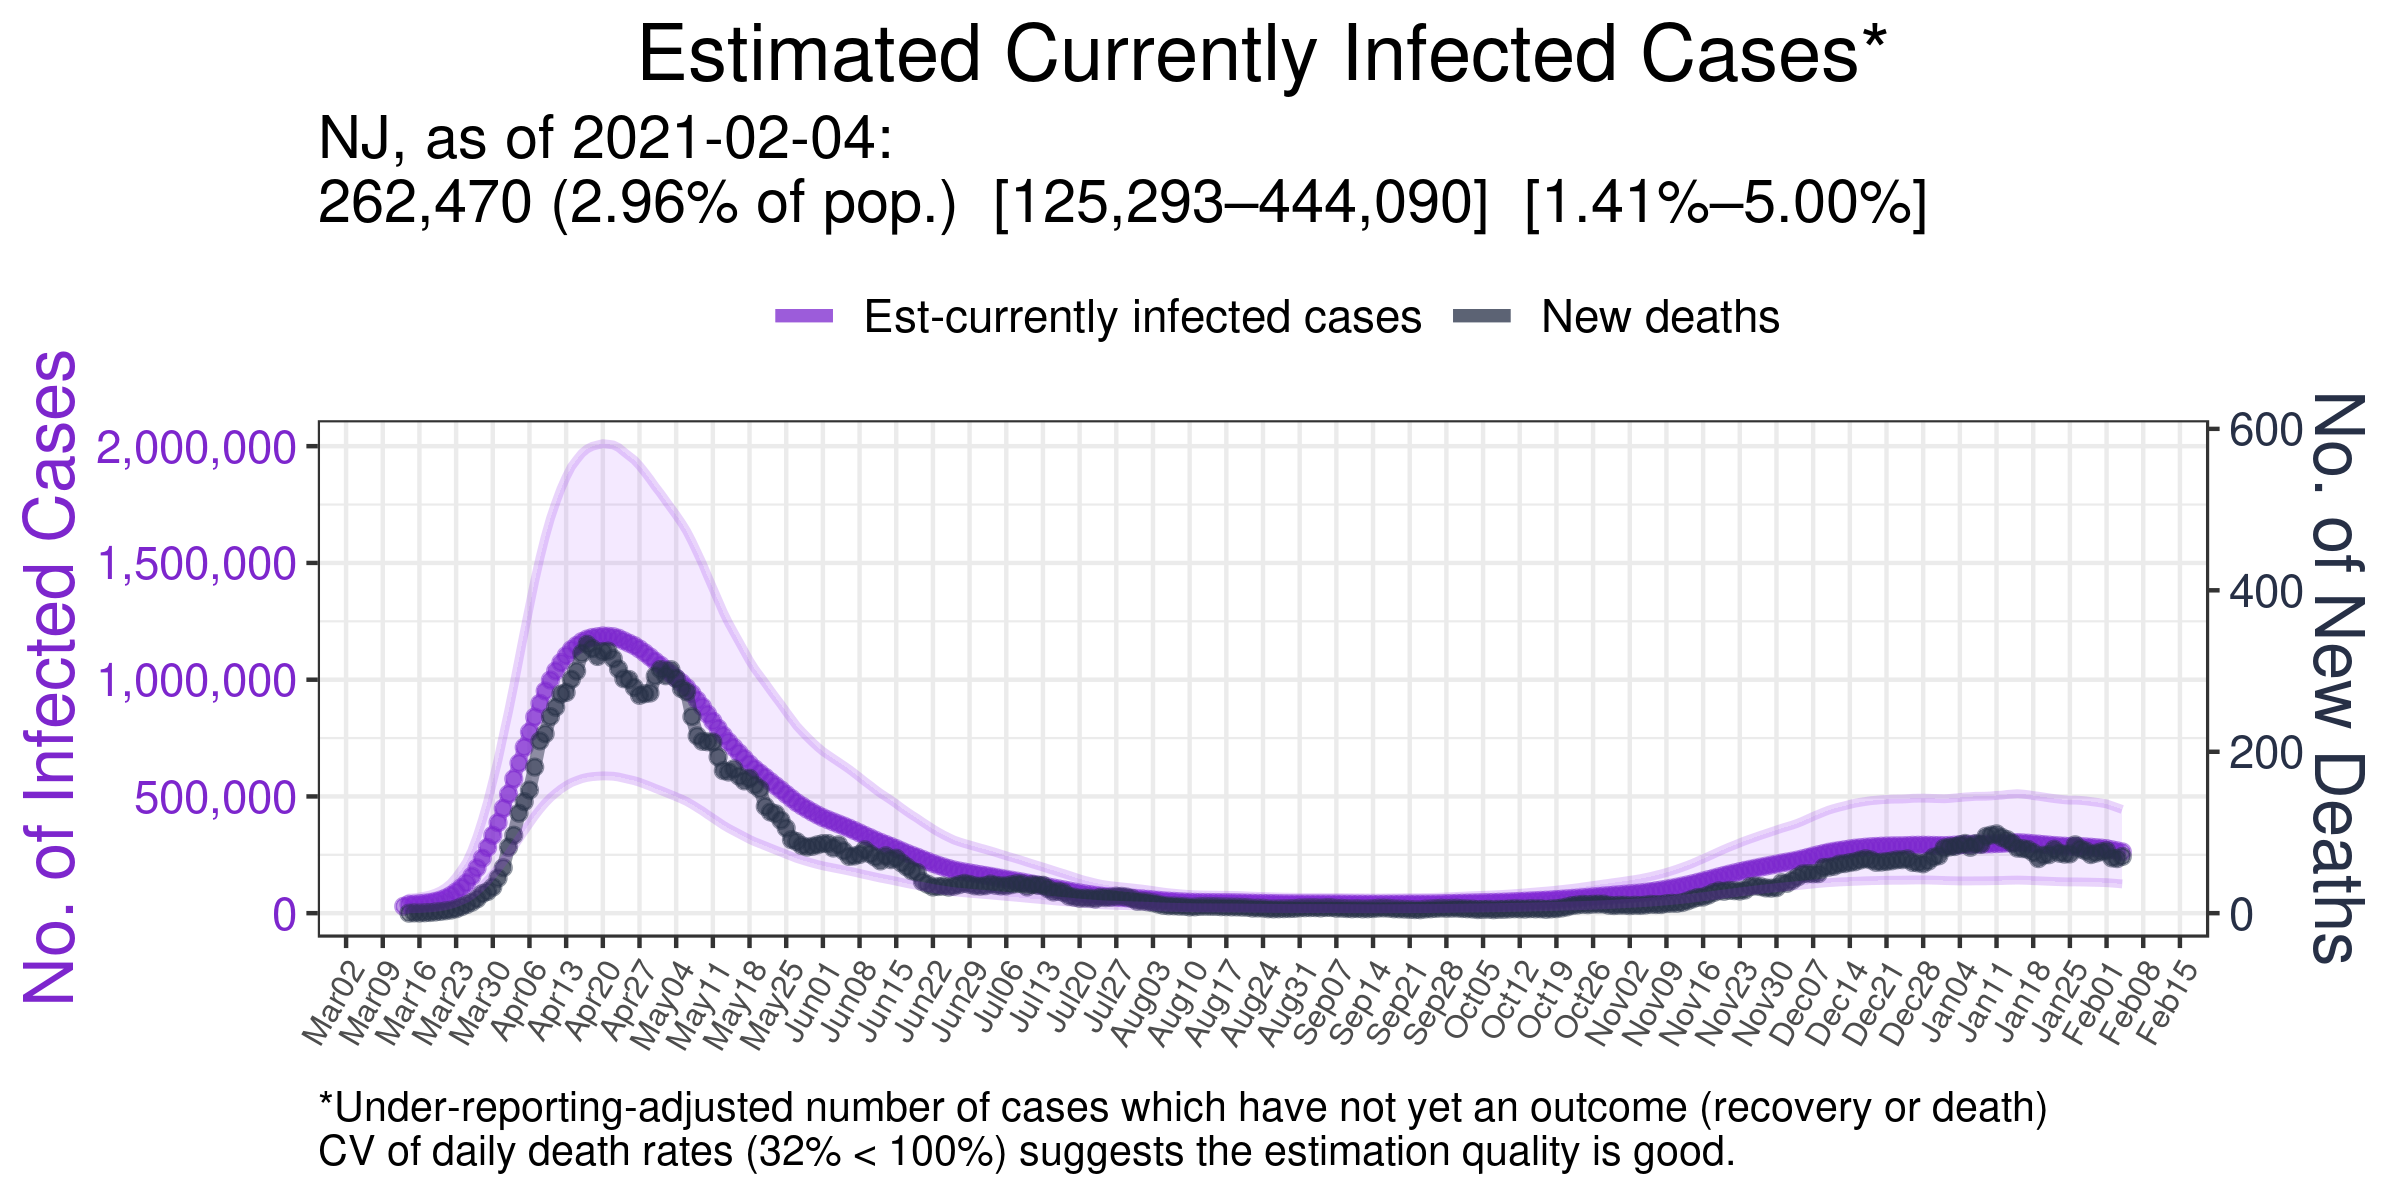 Estimated Currently Infected Cases*
NJ, as of 2021-02-04:
262,470 (2.96% of pop.) [125,293–444,090] [1.41%–5.00%]
Est-currently infected cases
New deaths
No. of Infected Cases
2,000,000
1,500,000
1,000,000
500,000
0
600
400
200
0
No. of New Deaths
Mar02
Mar09
Mar16
Mar23
Mar30
Apr06
Apr13
Apr20
Apr27
May04
May11
May18
May25
Jun01
Jun08
Jun15
Jun22
Jun29
Jul06
Jul13
Jul20
Jul27
Aug03
Aug10
Aug17
Aug24
Aug31
Sep07
Sep14
Sep21
Sep28
Oct05
Oct12
Oct19
Oct26
Nov02
Nov09
Nov16
Nov23
Nov30
Dec07
Dec14
Dec21
Dec28
Jan04
Jan11
Jan18
Jan25
Feb01
Feb08
Feb15
*Under-reporting-adjusted number of cases which have not yet an outcome (recovery or death)
CV of daily death rates (32% < 100%) suggests the estimation quality is good.